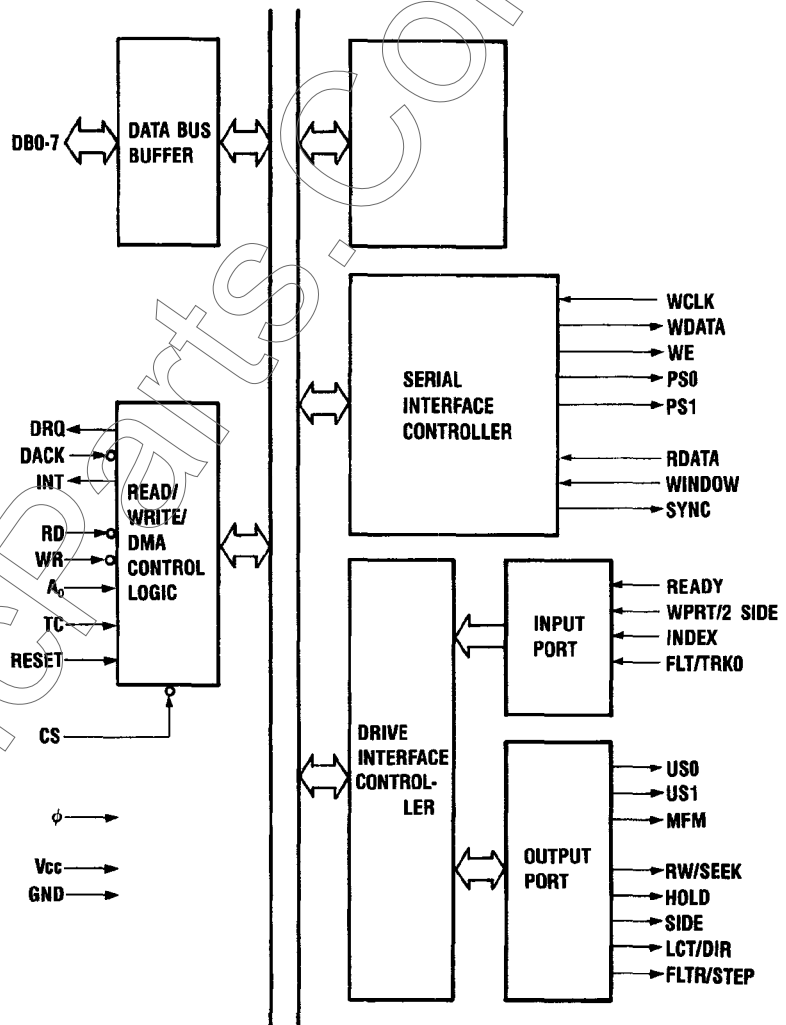 DB0-7
DATA BUS
BUFFER
WCLK
WDATA
WE
PS0
PS1
SERIAL
INTERFACE
CONTROLLER
RDATA
WINDOW
SYNC
DRQ
DACK
INT
RD
WR
A₀
TC
RESET
READ/
WRITE/
DMA
CONTROL
LOGIC
CS
READY
WPRT/2 SIDE
INDEX
FLT/TRK0
INPUT
PORT
DRIVE
INTERFACE
CONTROL-
LER
US0
US1
MFM
OUTPUT
PORT
RW/SEEK
HOLD
SIDE
LCT/DIR
FLTR/STEP
ϕ
Vcc
GND